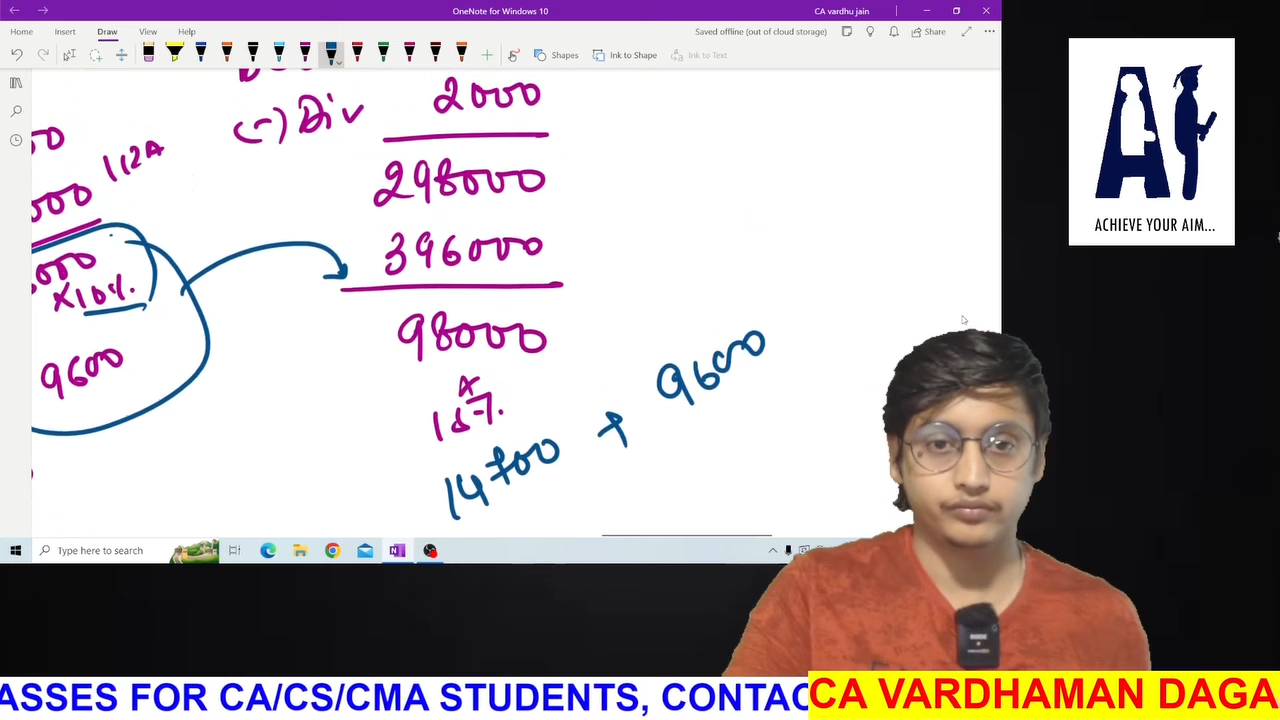 OneNote for Windows 10
CA vardhu jain
Home Insert Draw View Help
Saved offline (out of cloud storage)
Share
Shapes
Ink to Shape
Ink to Text
2000
(-) Div
298000
112A
000
396000
000
x10%.
98000
9600
x
15%.
14700 + 9600
Type here to search
A
ACHIEVE YOUR AIM...
ASSES FOR CA/CS/CMA STUDENTS, CONTAC
CA VARDHAMAN DAGA